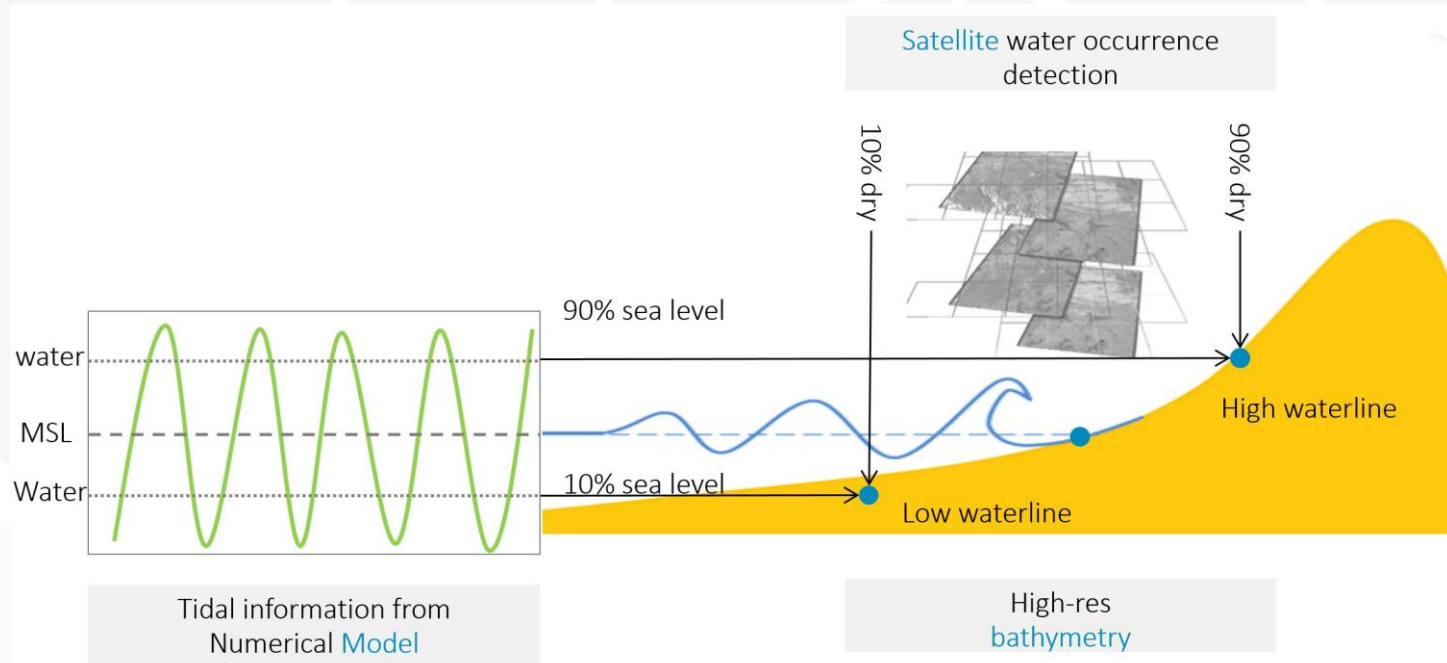 Satellite water occurrence
detection
10% dry
90% dry
90% sea level
water
MSL
High waterline
Water
10% sea level
Low waterline
Tidal information from
Numerical Model
High-res
bathymetry